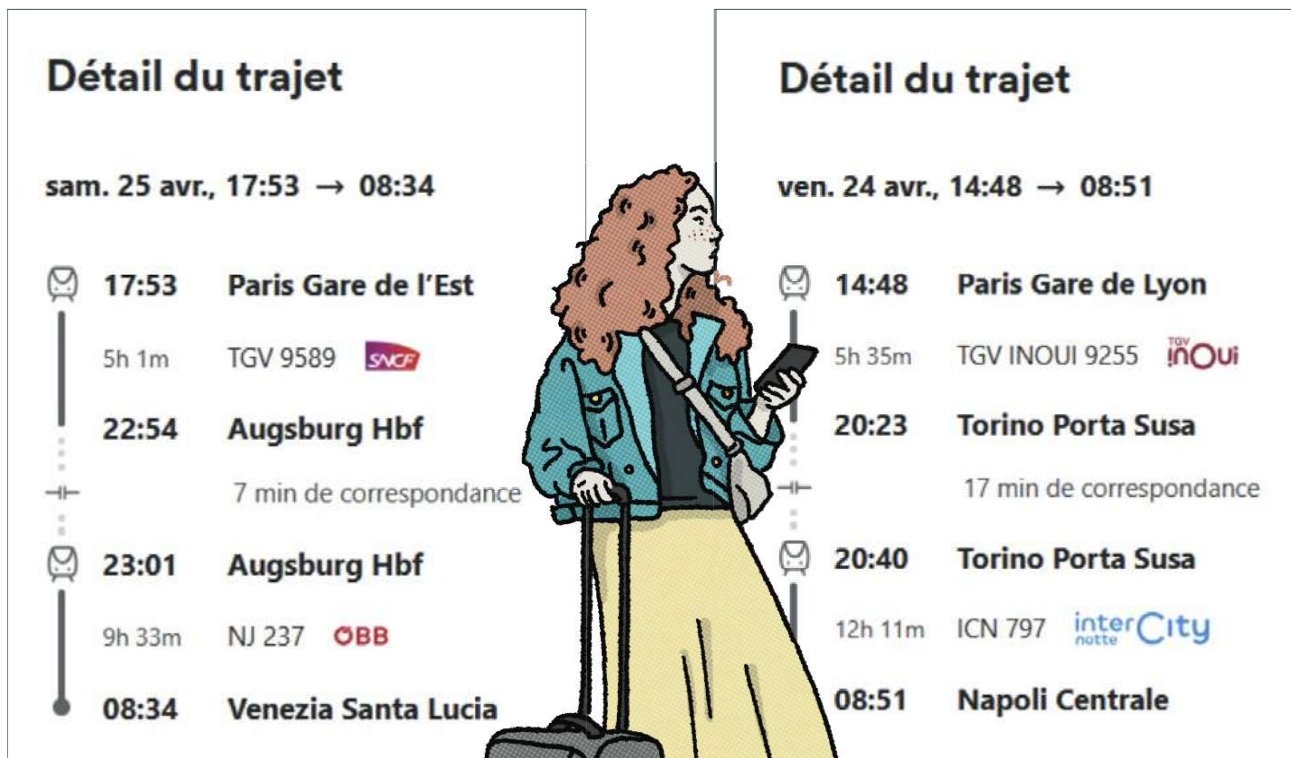 Détail du trajet
sam. 25 avr., 17:53 → 08:34
17:53 Paris Gare de l'Est
5h 1m TGV 9589 SNCF
22:54 Augsburg Hbf
7 min de correspondance
23:01 Augsburg Hbf
9h 33m NJ 237 ÖBB
08:34 Venezia Santa Lucia
Détail du trajet
ven. 24 avr., 14:48 → 08:51
14:48 Paris Gare de Lyon
5h 35m TGV INOUI 9255 TGV inOui
20:23 Torino Porta Susa
17 min de correspondance
20:40 Torino Porta Susa
12h 11m ICN 797 interCity notte
08:51 Napoli Centrale